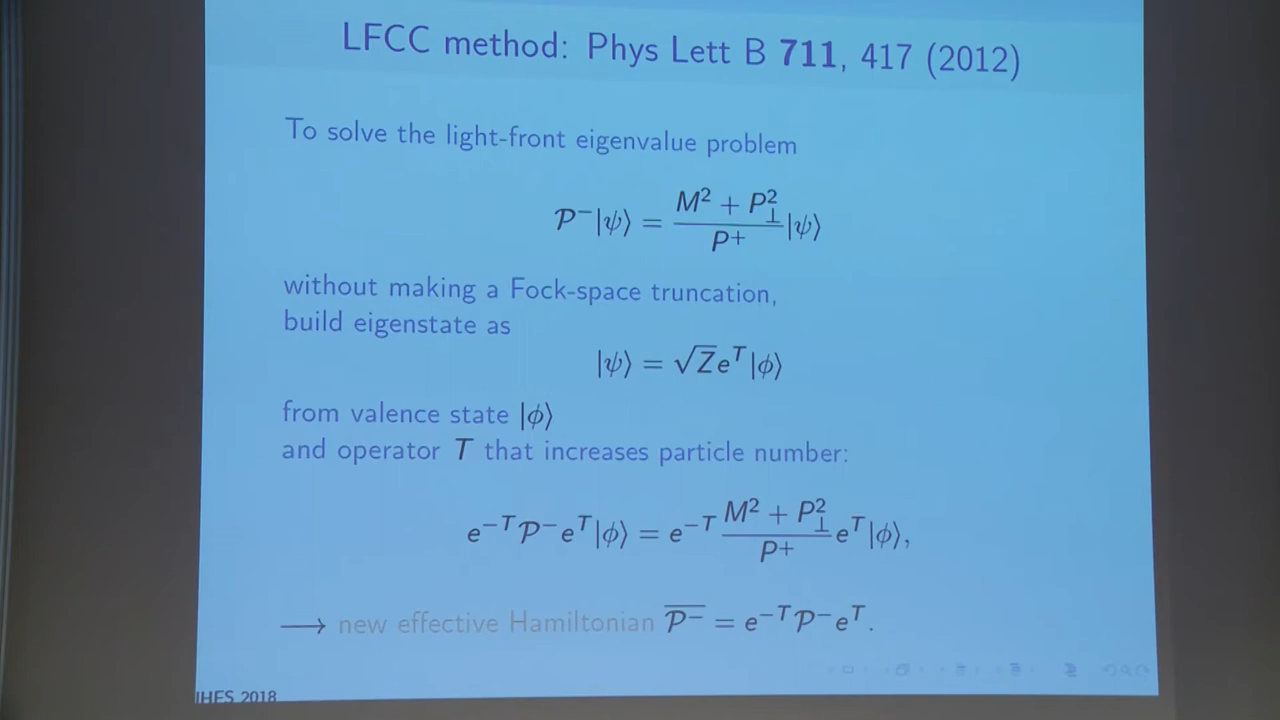 LFCC method: Phys Lett B 711, 417 (2012)
To solve the light-front eigenvalue problem
𝒫⁻|ψ⟩ = (M² + P⊥²)/P⁺ |ψ⟩
without making a Fock-space truncation,
build eigenstate as
|ψ⟩ = √Z e^T |ϕ⟩
from valence state |ϕ⟩
and operator T that increases particle number:
e^{-T} 𝒫⁻ e^T |ϕ⟩ = e^{-T} (M² + P⊥²)/P⁺ e^T |ϕ⟩,
⟶ new effective Hamiltonian \overline{𝒫⁻} = e^{-T} 𝒫⁻ e^T.
IHES 2018